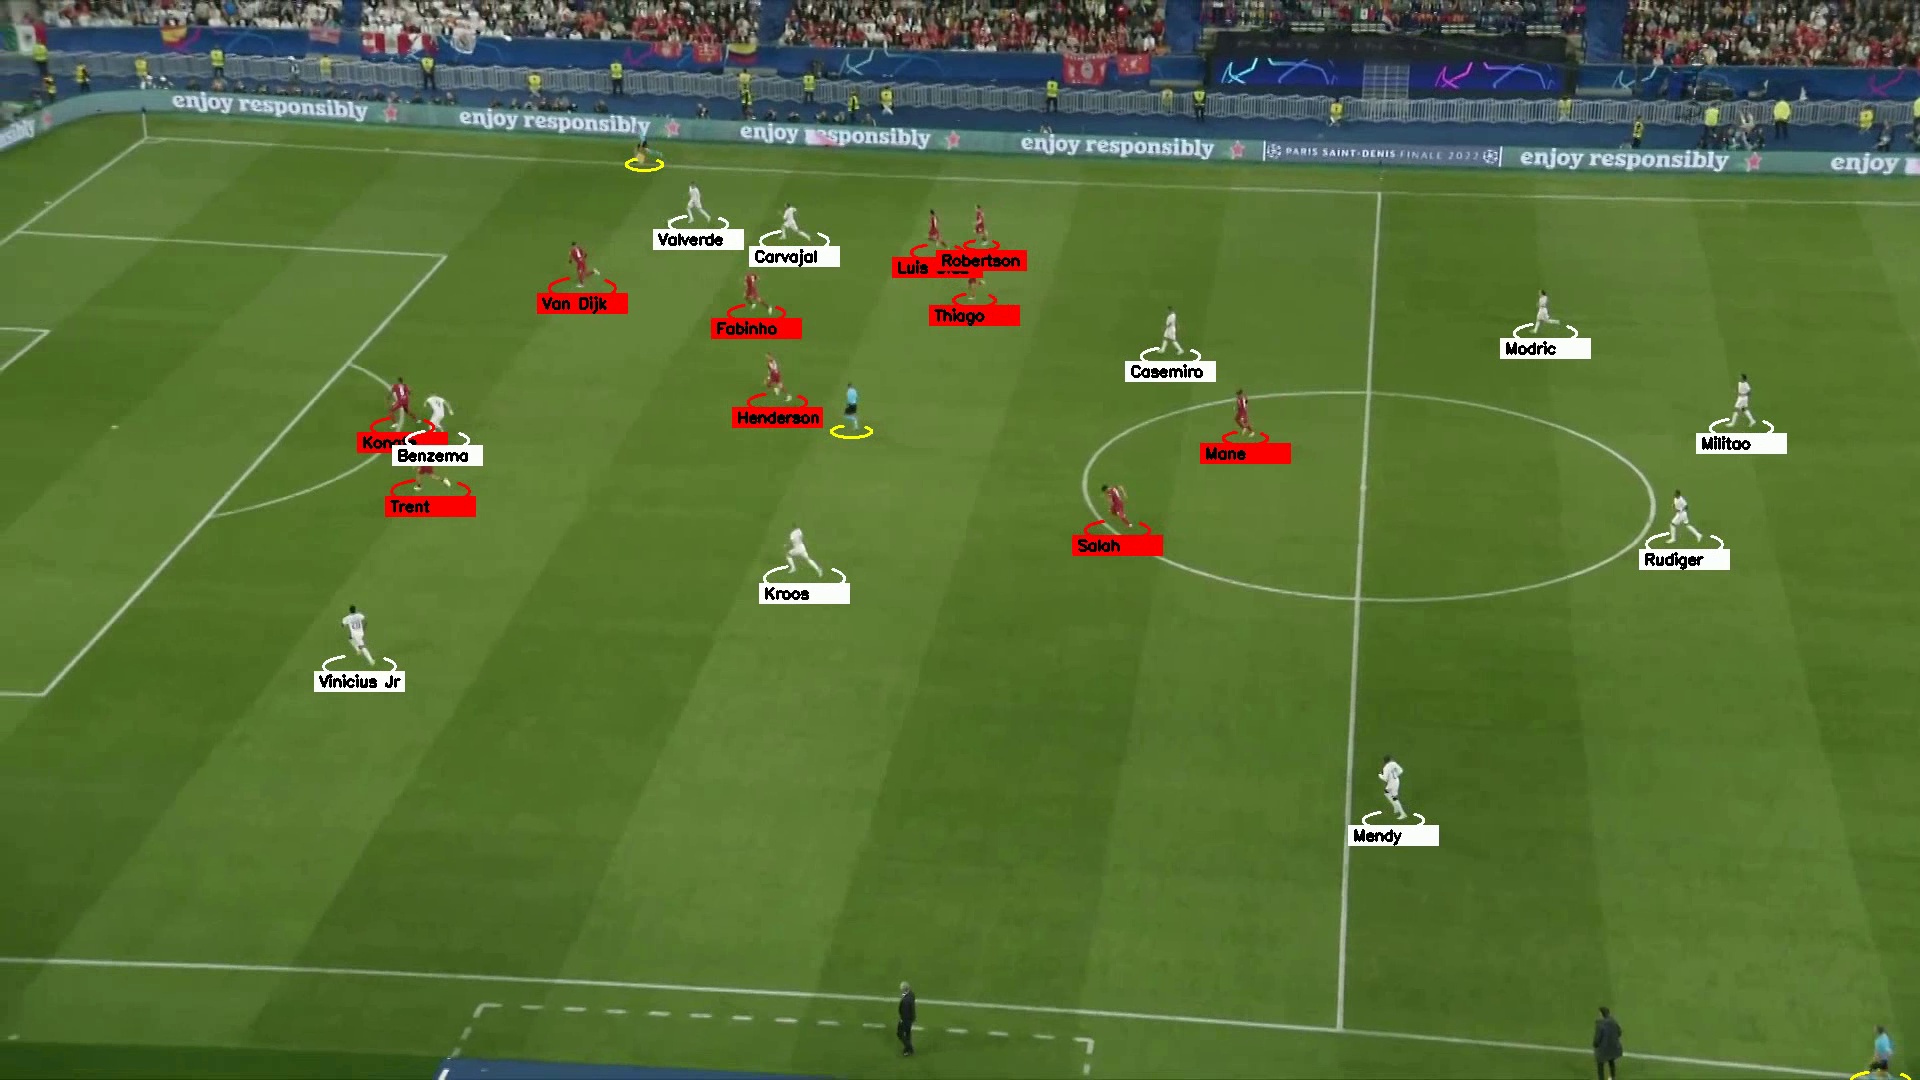 enjoy responsibly
enjoy responsibly
enjoy responsibly
enjoy responsibly
PARIS SAINT-DENIS FINALE 2022
enjoy responsibly
enjoy
Valverde
Carvajal
Luis
Robertson
Van Dijk
Thiago
Fabinho
Modric
Casemiro
Henderson
Militao
Benzema
Mane
Trent
Salah
Rudiger
Kroos
Vinicius Jr
Mendy